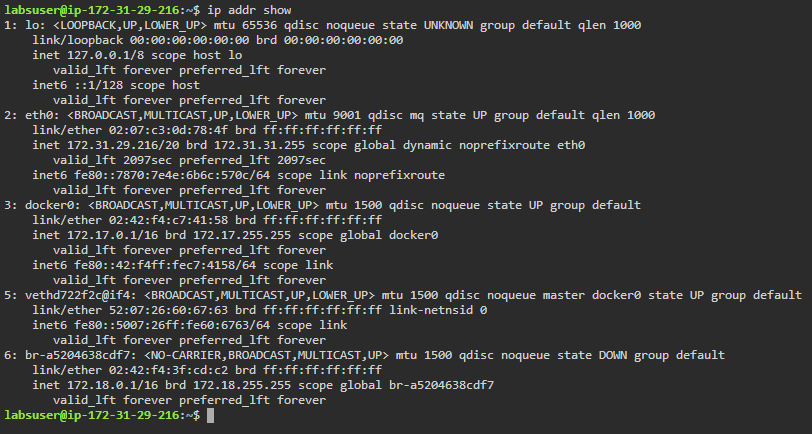 labsuser@ip-172-31-29-216:~$ ip addr show
1: lo: <LOOPBACK,UP,LOWER_UP> mtu 65536 qdisc noqueue state UNKNOWN group default qlen 1000
    link/loopback 00:00:00:00:00:00 brd 00:00:00:00:00:00
    inet 127.0.0.1/8 scope host lo
       valid_lft forever preferred_lft forever
    inet6 ::1/128 scope host
       valid_lft forever preferred_lft forever
2: eth0: <BROADCAST,MULTICAST,UP,LOWER_UP> mtu 9001 qdisc mq state UP group default qlen 1000
    link/ether 02:07:c3:0d:78:4f brd ff:ff:ff:ff:ff:ff
    inet 172.31.29.216/20 brd 172.31.31.255 scope global dynamic noprefixroute eth0
       valid_lft 2097sec preferred_lft 2097sec
    inet6 fe80::7870:7e4e:6b6c:570c/64 scope link noprefixroute
       valid_lft forever preferred_lft forever
3: docker0: <BROADCAST,MULTICAST,UP,LOWER_UP> mtu 1500 qdisc noqueue state UP group default
    link/ether 02:42:f4:c7:41:58 brd ff:ff:ff:ff:ff:ff
    inet 172.17.0.1/16 brd 172.17.255.255 scope global docker0
       valid_lft forever preferred_lft forever
    inet6 fe80::42:f4ff:fec7:4158/64 scope link
       valid_lft forever preferred_lft forever
5: vethd722f2c@if4: <BROADCAST,MULTICAST,UP,LOWER_UP> mtu 1500 qdisc noqueue master docker0 state UP group default
    link/ether 52:07:26:60:67:63 brd ff:ff:ff:ff:ff:ff link-netnsid 0
    inet6 fe80::5007:26ff:fe60:6763/64 scope link
       valid_lft forever preferred_lft forever
6: br-a5204638cdf7: <NO-CARRIER,BROADCAST,MULTICAST,UP> mtu 1500 qdisc noqueue state DOWN group default
    link/ether 02:42:f4:3f:cd:c2 brd ff:ff:ff:ff:ff:ff
    inet 172.18.0.1/16 brd 172.18.255.255 scope global br-a5204638cdf7
       valid_lft forever preferred_lft forever
labsuser@ip-172-31-29-216:~$